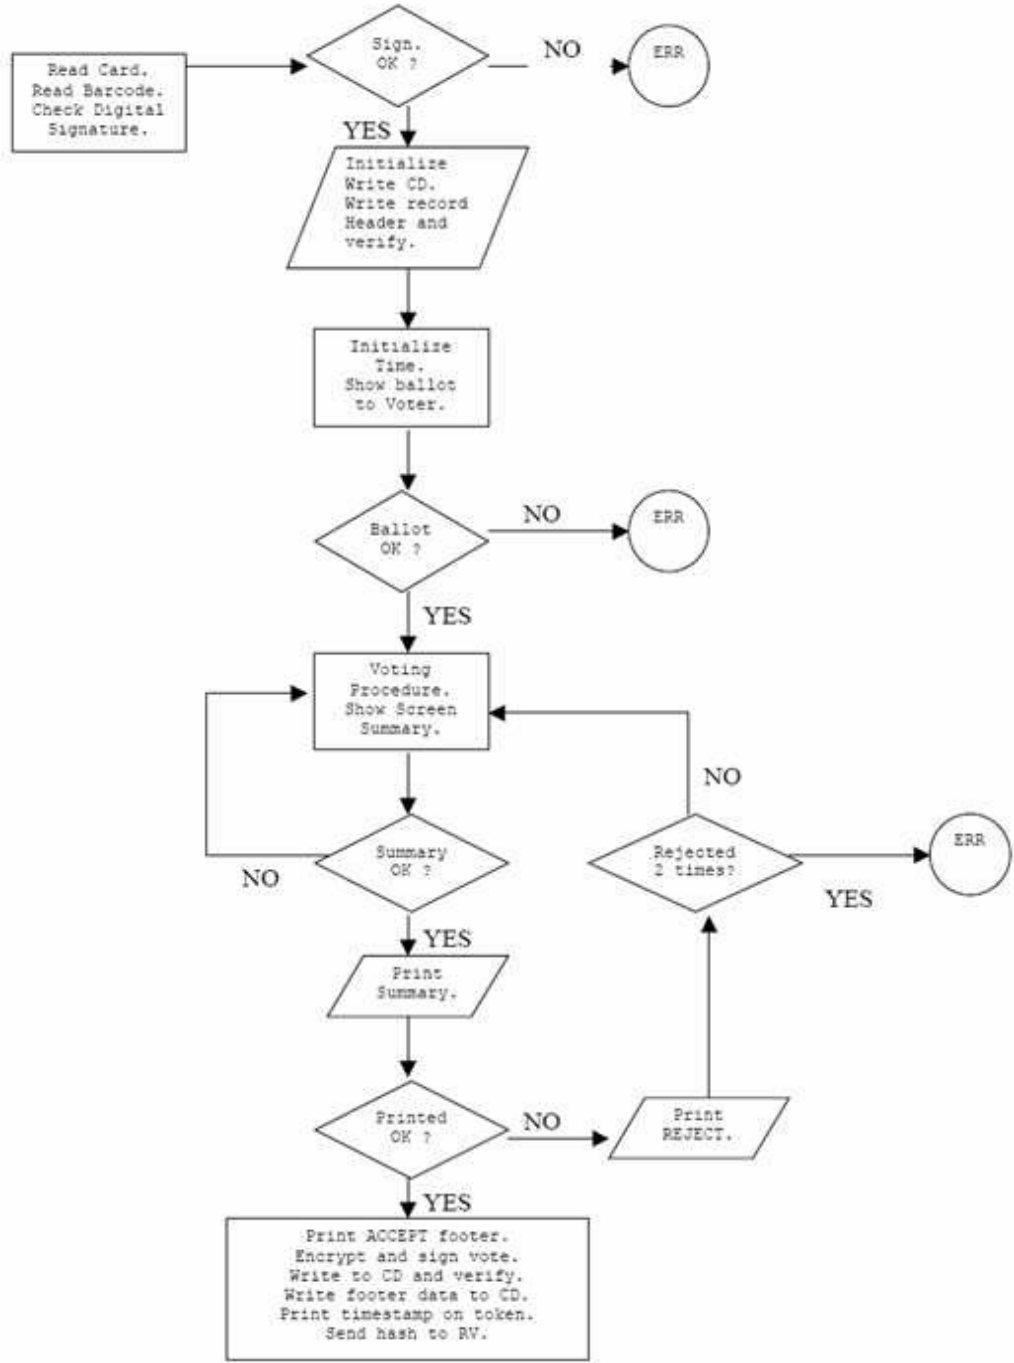 Sign.
OK ?
NO
ERR
Read Card.
Read Barcode.
Check Digital
Signature.
YES
Initialize
Write CD.
Write record
Header and
verify.
Initialize
Time.
Show ballot
to Voter.
Ballot
OK ?
NO
ERR
YES
Voting
Procedure.
Show Screen
Summary.
NO
Summary
OK ?
NO
Rejected
2 times?
YES
ERR
YES
Print
Summary.
Printed
OK ?
NO
Print
REJECT.
YES
Print ACCEPT footer.
Encrypt and sign vote.
Write to CD and verify.
Write footer data to CD.
Print timestamp on token.
Send hash to RV.